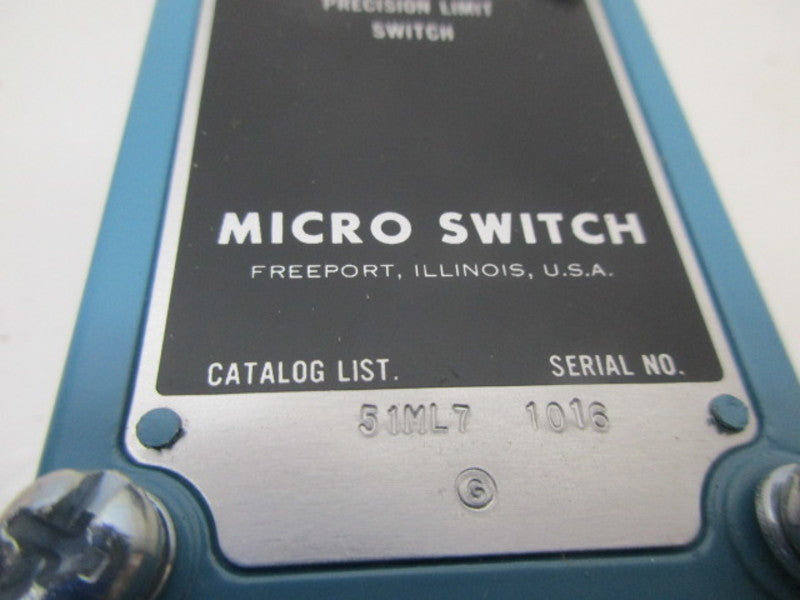 PRECISION LIMIT
SWITCH
MICRO SWITCH
FREEPORT, ILLINOIS, U.S.A.
CATALOG LIST. SERIAL NO.
51ML7 1016
G